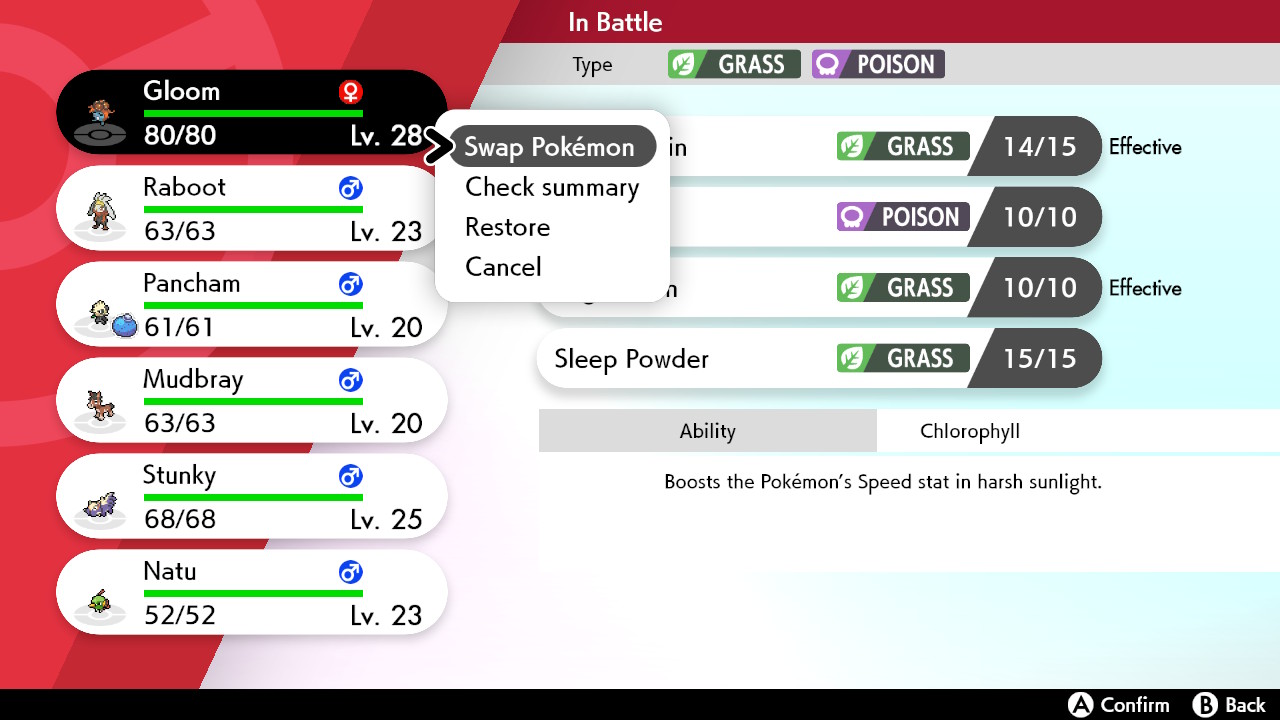 In Battle
Type GRASS POISON
Gloom
80/80 Lv. 28
Raboot
63/63 Lv. 23
Pancham
61/61 Lv. 20
Mudbray
63/63 Lv. 20
Stunky
68/68 Lv. 25
Natu
52/52 Lv. 23
Swap Pokémon
Check summary
Restore
Cancel
in GRASS 14/15 Effective
POISON 10/10
GRASS 10/10 Effective
Sleep Powder GRASS 15/15
Ability Chlorophyll
Boosts the Pokémon's Speed stat in harsh sunlight.
A Confirm B Back